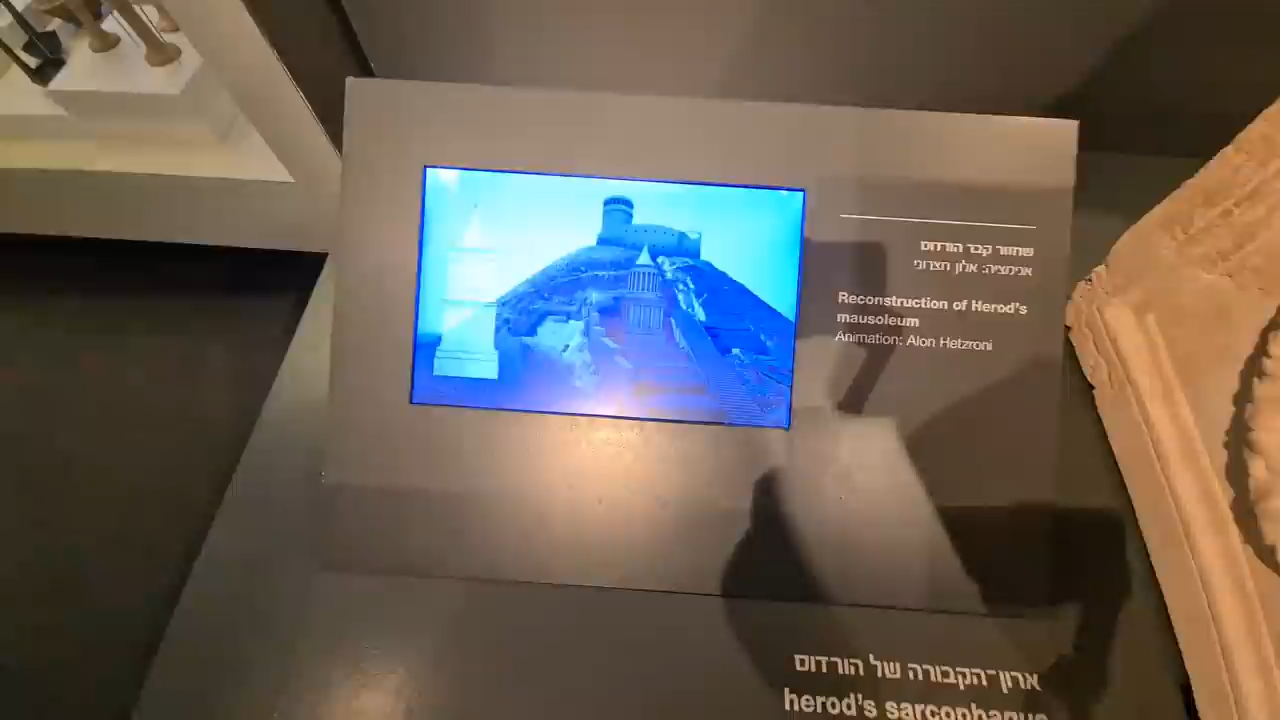 שחזור קבר הורדוס
אנימציה: אלון חצרוני
Reconstruction of Herod's
mausoleum
Animation: Alon Hetzroni
ארון־הקבורה של הורדוס
herod's sarcophagus